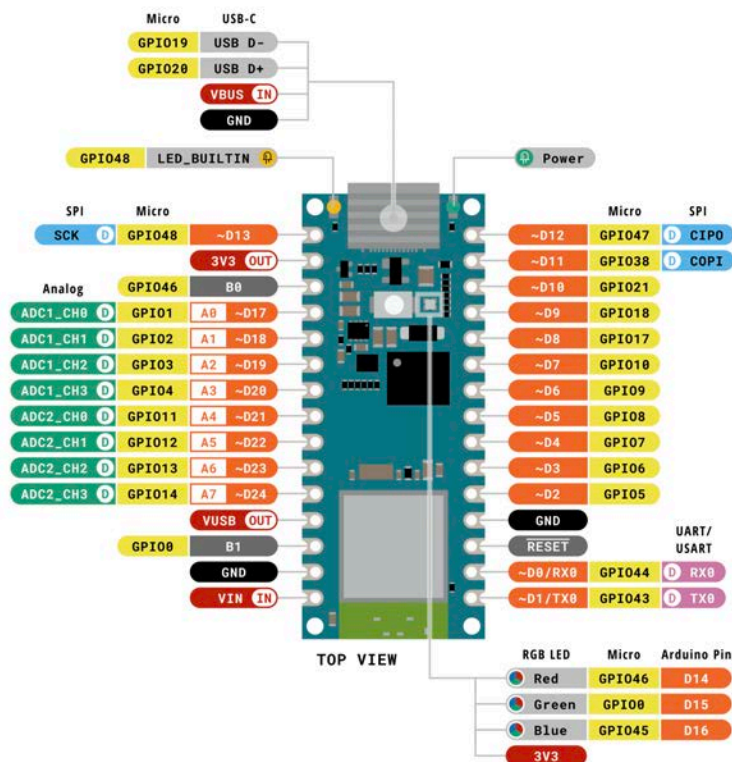 Micro USB-C
GPIO19 USB D-
GPIO20 USB D+
VBUS IN
GND
GPIO48 LED_BUILTIN
Power
SPI Micro
SCK D GPIO48 ~D13
3V3 OUT
GPIO46 B0
Analog
ADC1_CH0 D GPIO1 A0 ~D17
ADC1_CH1 D GPIO2 A1 ~D18
ADC1_CH2 D GPIO3 A2 ~D19
ADC1_CH3 D GPIO4 A3 ~D20
ADC2_CH0 D GPIO11 A4 ~D21
ADC2_CH1 D GPIO12 A5 ~D22
ADC2_CH2 D GPIO13 A6 ~D23
ADC2_CH3 D GPIO14 A7 ~D24
VUSB OUT
GPIO0 B1
GND
VIN IN
Micro SPI
~D12 GPIO47 D CIPO
~D11 GPIO38 D COPI
~D10 GPIO21
~D9 GPIO18
~D8 GPIO17
~D7 GPIO10
~D6 GPIO9
~D5 GPIO8
~D4 GPIO7
~D3 GPIO6
~D2 GPIO5
GND
RESET
UART/
USART
~D0/RX0 GPIO44 D RX0
~D1/TX0 GPIO43 D TX0
TOP VIEW
RGB LED Micro Arduino Pin
Red GPIO46 D14
Green GPIO0 D15
Blue GPIO45 D16
3V3